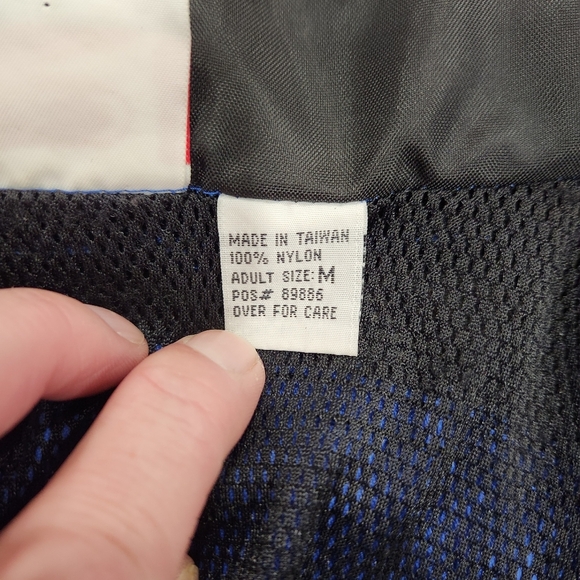 MADE IN TAIWAN
100% NYLON
ADULT SIZE: M
POS# 89886
OVER FOR CARE